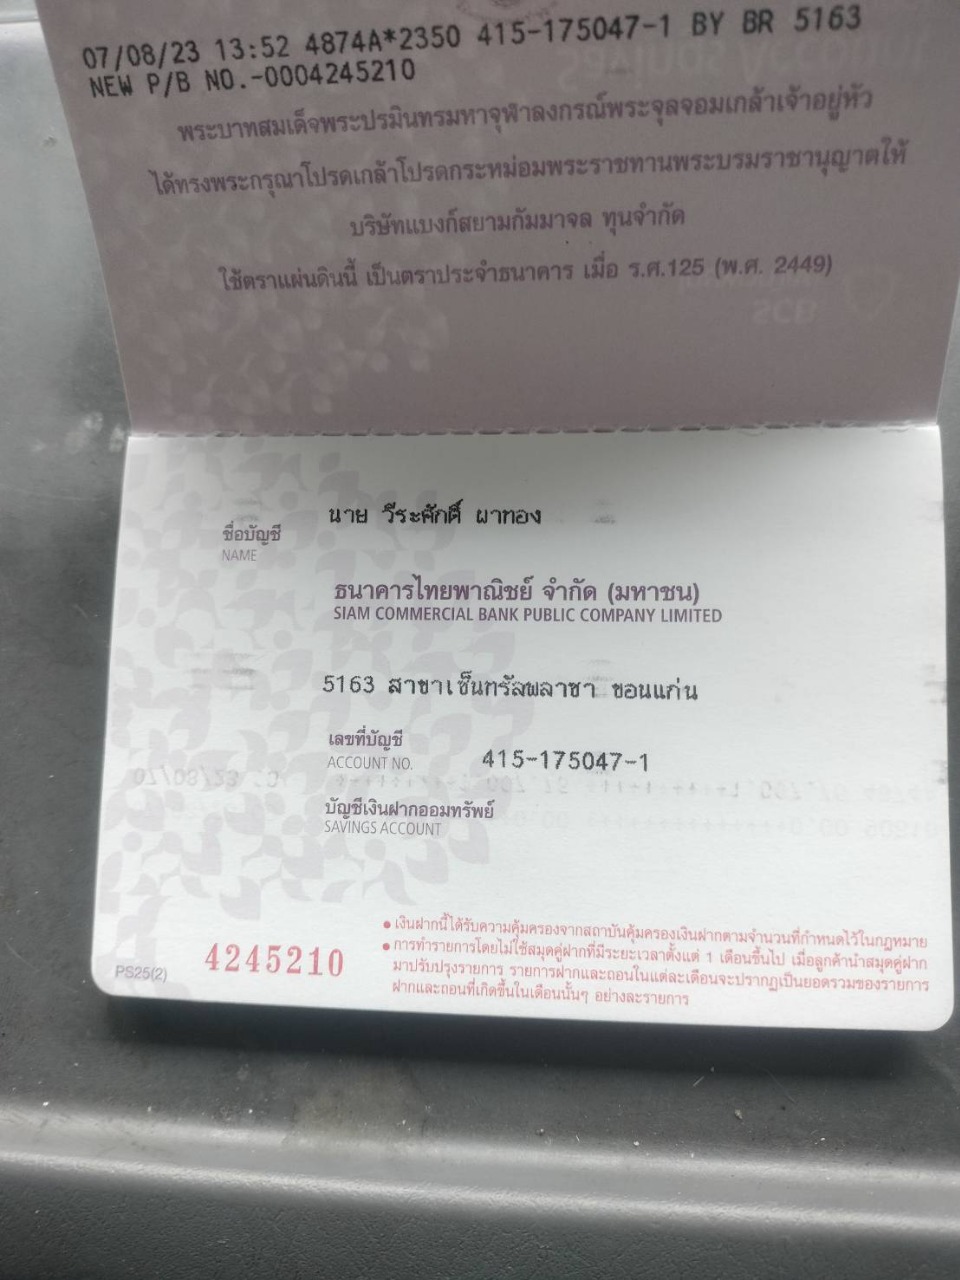 07/08/23 13:52 4874A*2350 415-175047-1 BY BR 5163
NEW P/B NO.-0004245210
พระบาทสมเด็จพระปรมินทรมหาจุฬาลงกรณ์พระจุลจอมเกล้าเจ้าอยู่หัว
ได้ทรงพระกรุณาโปรดเกล้าโปรดกระหม่อมพระราชทานพระบรมราชานุญาตให้
บริษัทแบงก์สยามกัมมาจล ทุนจำกัด
ใช้ตราแผ่นดินนี้ เป็นตราประจำธนาคาร เมื่อ ร.ศ.125 (พ.ศ. 2449)
นาย วีระศักดิ์ ผาทอง
ชื่อบัญชี
NAME
ธนาคารไทยพาณิชย์ จำกัด (มหาชน)
SIAM COMMERCIAL BANK PUBLIC COMPANY LIMITED
5163 สาขาเซ็นทรัลพลาซา ขอนแก่น
เลขที่บัญชี
ACCOUNT NO. 415-175047-1
บัญชีเงินฝากออมทรัพย์
SAVINGS ACCOUNT
• เงินฝากนี้ได้รับความคุ้มครองจากสถาบันคุ้มครองเงินฝากตามจำนวนที่กำหนดไว้ในกฎหมาย
• การทำรายการโดยไม่ใช้สมุดคู่ฝากที่มีระยะเวลาตั้งแต่ 1 เดือนขึ้นไป เมื่อลูกค้านำสมุดคู่ฝาก
มาปรับปรุงรายการ รายการฝากและถอนในแต่ละเดือนจะปรากฏเป็นยอดรวมของรายการ
ฝากและถอนที่เกิดขึ้นในเดือนนั้นๆ อย่างละรายการ
PS25(2) 4245210